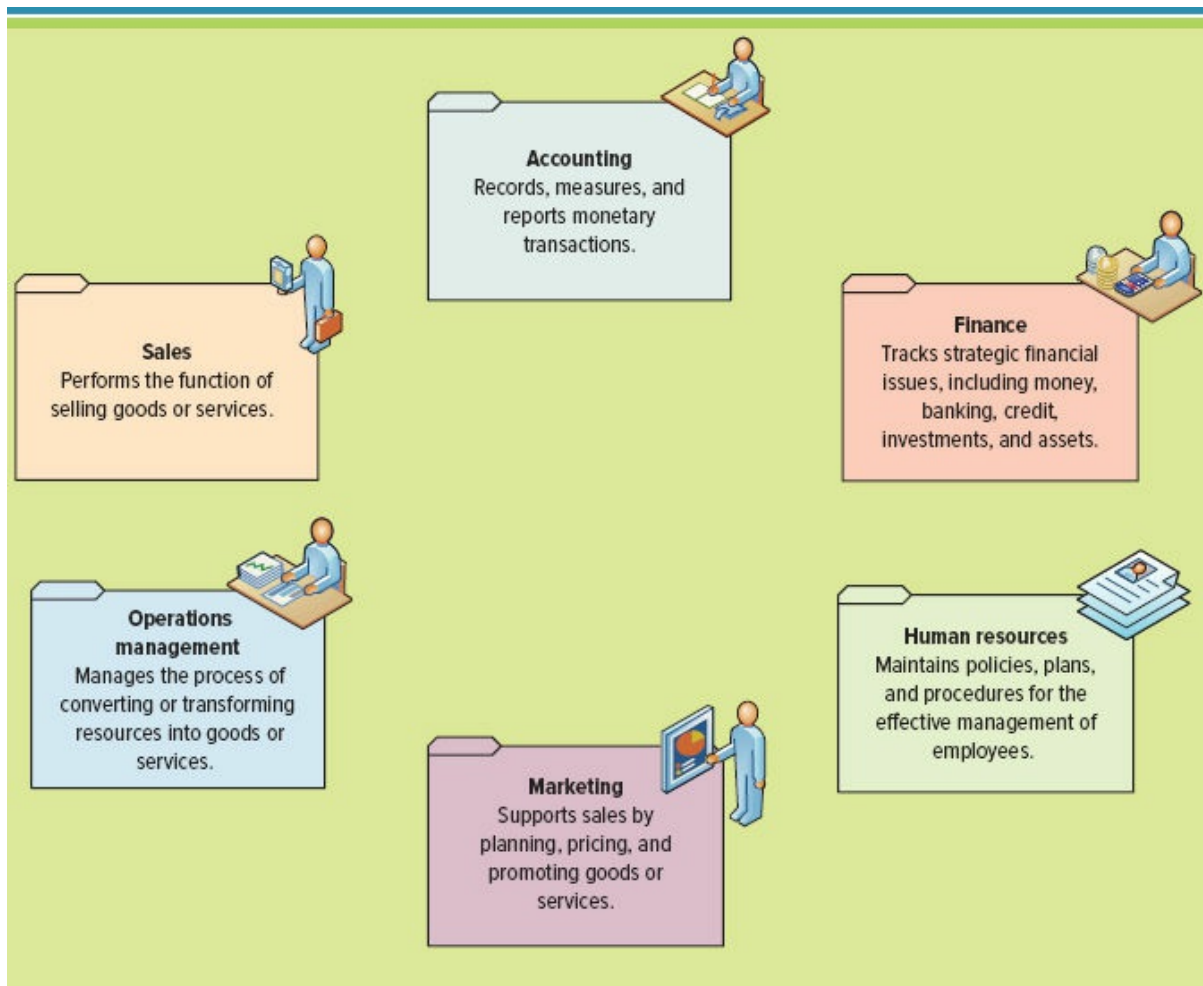 Accounting
Records, measures, and
reports monetary
transactions.
Sales
Performs the function of
selling goods or services.
Finance
Tracks strategic financial
issues, including money,
banking, credit,
investments, and assets.
Operations
management
Manages the process of
converting or transforming
resources into goods or
services.
Human resources
Maintains policies, plans,
and procedures for the
effective management of
employees.
Marketing
Supports sales by
planning, pricing, and
promoting goods or
services.